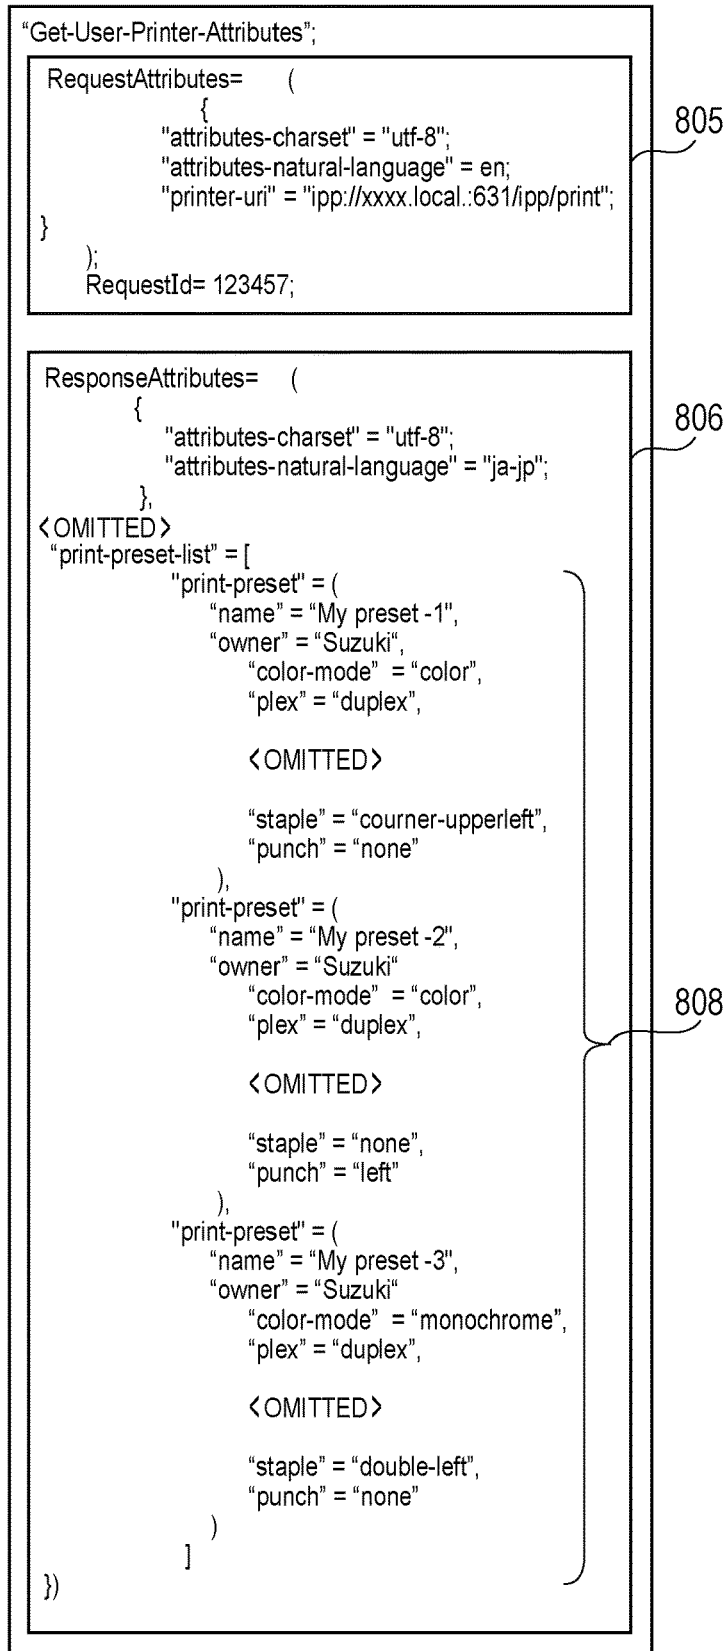 “Get-User-Printer-Attributes”;
RequestAttributes= (
{
"attributes-charset" = "utf-8";
"attributes-natural-language" = en;
"printer-uri" = "ipp://xxxx.local.:631/ipp/print";
}
);
RequestId= 123457;
805
ResponseAttributes= (
{
"attributes-charset" = "utf-8";
"attributes-natural-language" = "ja-jp";
},
<OMITTED>
“print-preset-list” = [
"print-preset" = (
“name” = “My preset -1",
“owner” = “Suzuki“,
“color-mode” = “color”,
“plex” = “duplex”,
<OMITTED>
“staple” = “courner-upperleft”,
“punch” = “none”
),
"print-preset" = (
“name” = “My preset -2",
“owner” = “Suzuki“
“color-mode” = “color”,
“plex” = “duplex”,
<OMITTED>
“staple” = “none”,
“punch” = “left”
),
"print-preset" = (
“name” = “My preset -3",
“owner” = “Suzuki“
“color-mode” = “monochrome”,
“plex” = “duplex”,
<OMITTED>
“staple” = “double-left”,
“punch” = “none”
)
]
})
806
808